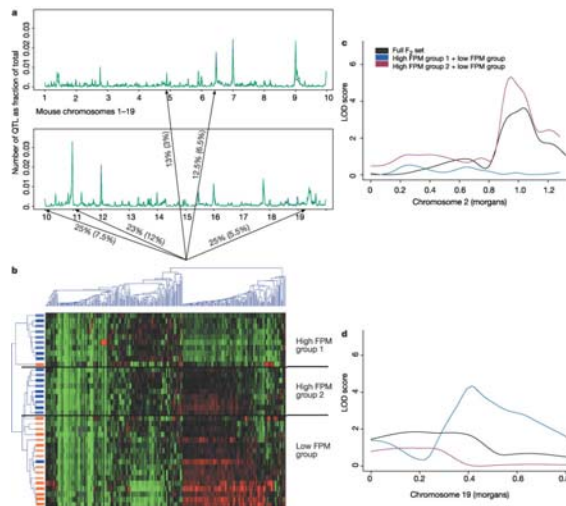 a
Number of QTL as fraction of total
0.03
0.02
0.01
0.
1 2 3 4 5 6 7 8 9 10
Mouse chromosomes 1–19
13% (3%)
12.5% (6.5%)
0.03
0.02
0.01
0.
10 11 12 13 14 15 16 17 18 19
25% (7.5%)
23% (12%)
25% (5.5%)
b
High FPM
group 1
High FPM
group 2
Low FPM
group
c
Full F2 set
High FPM group 1 + low FPM group
High FPM group 2 + low FPM group
LOD score
6
4
2
0
0 0.2 0.4 0.6 0.8 1.0 1.2
Chromosome 2 (morgans)
d
LOD score
6
4
2
0
0 0.2 0.4 0.6 0.8
Chromosome 19 (morgans)